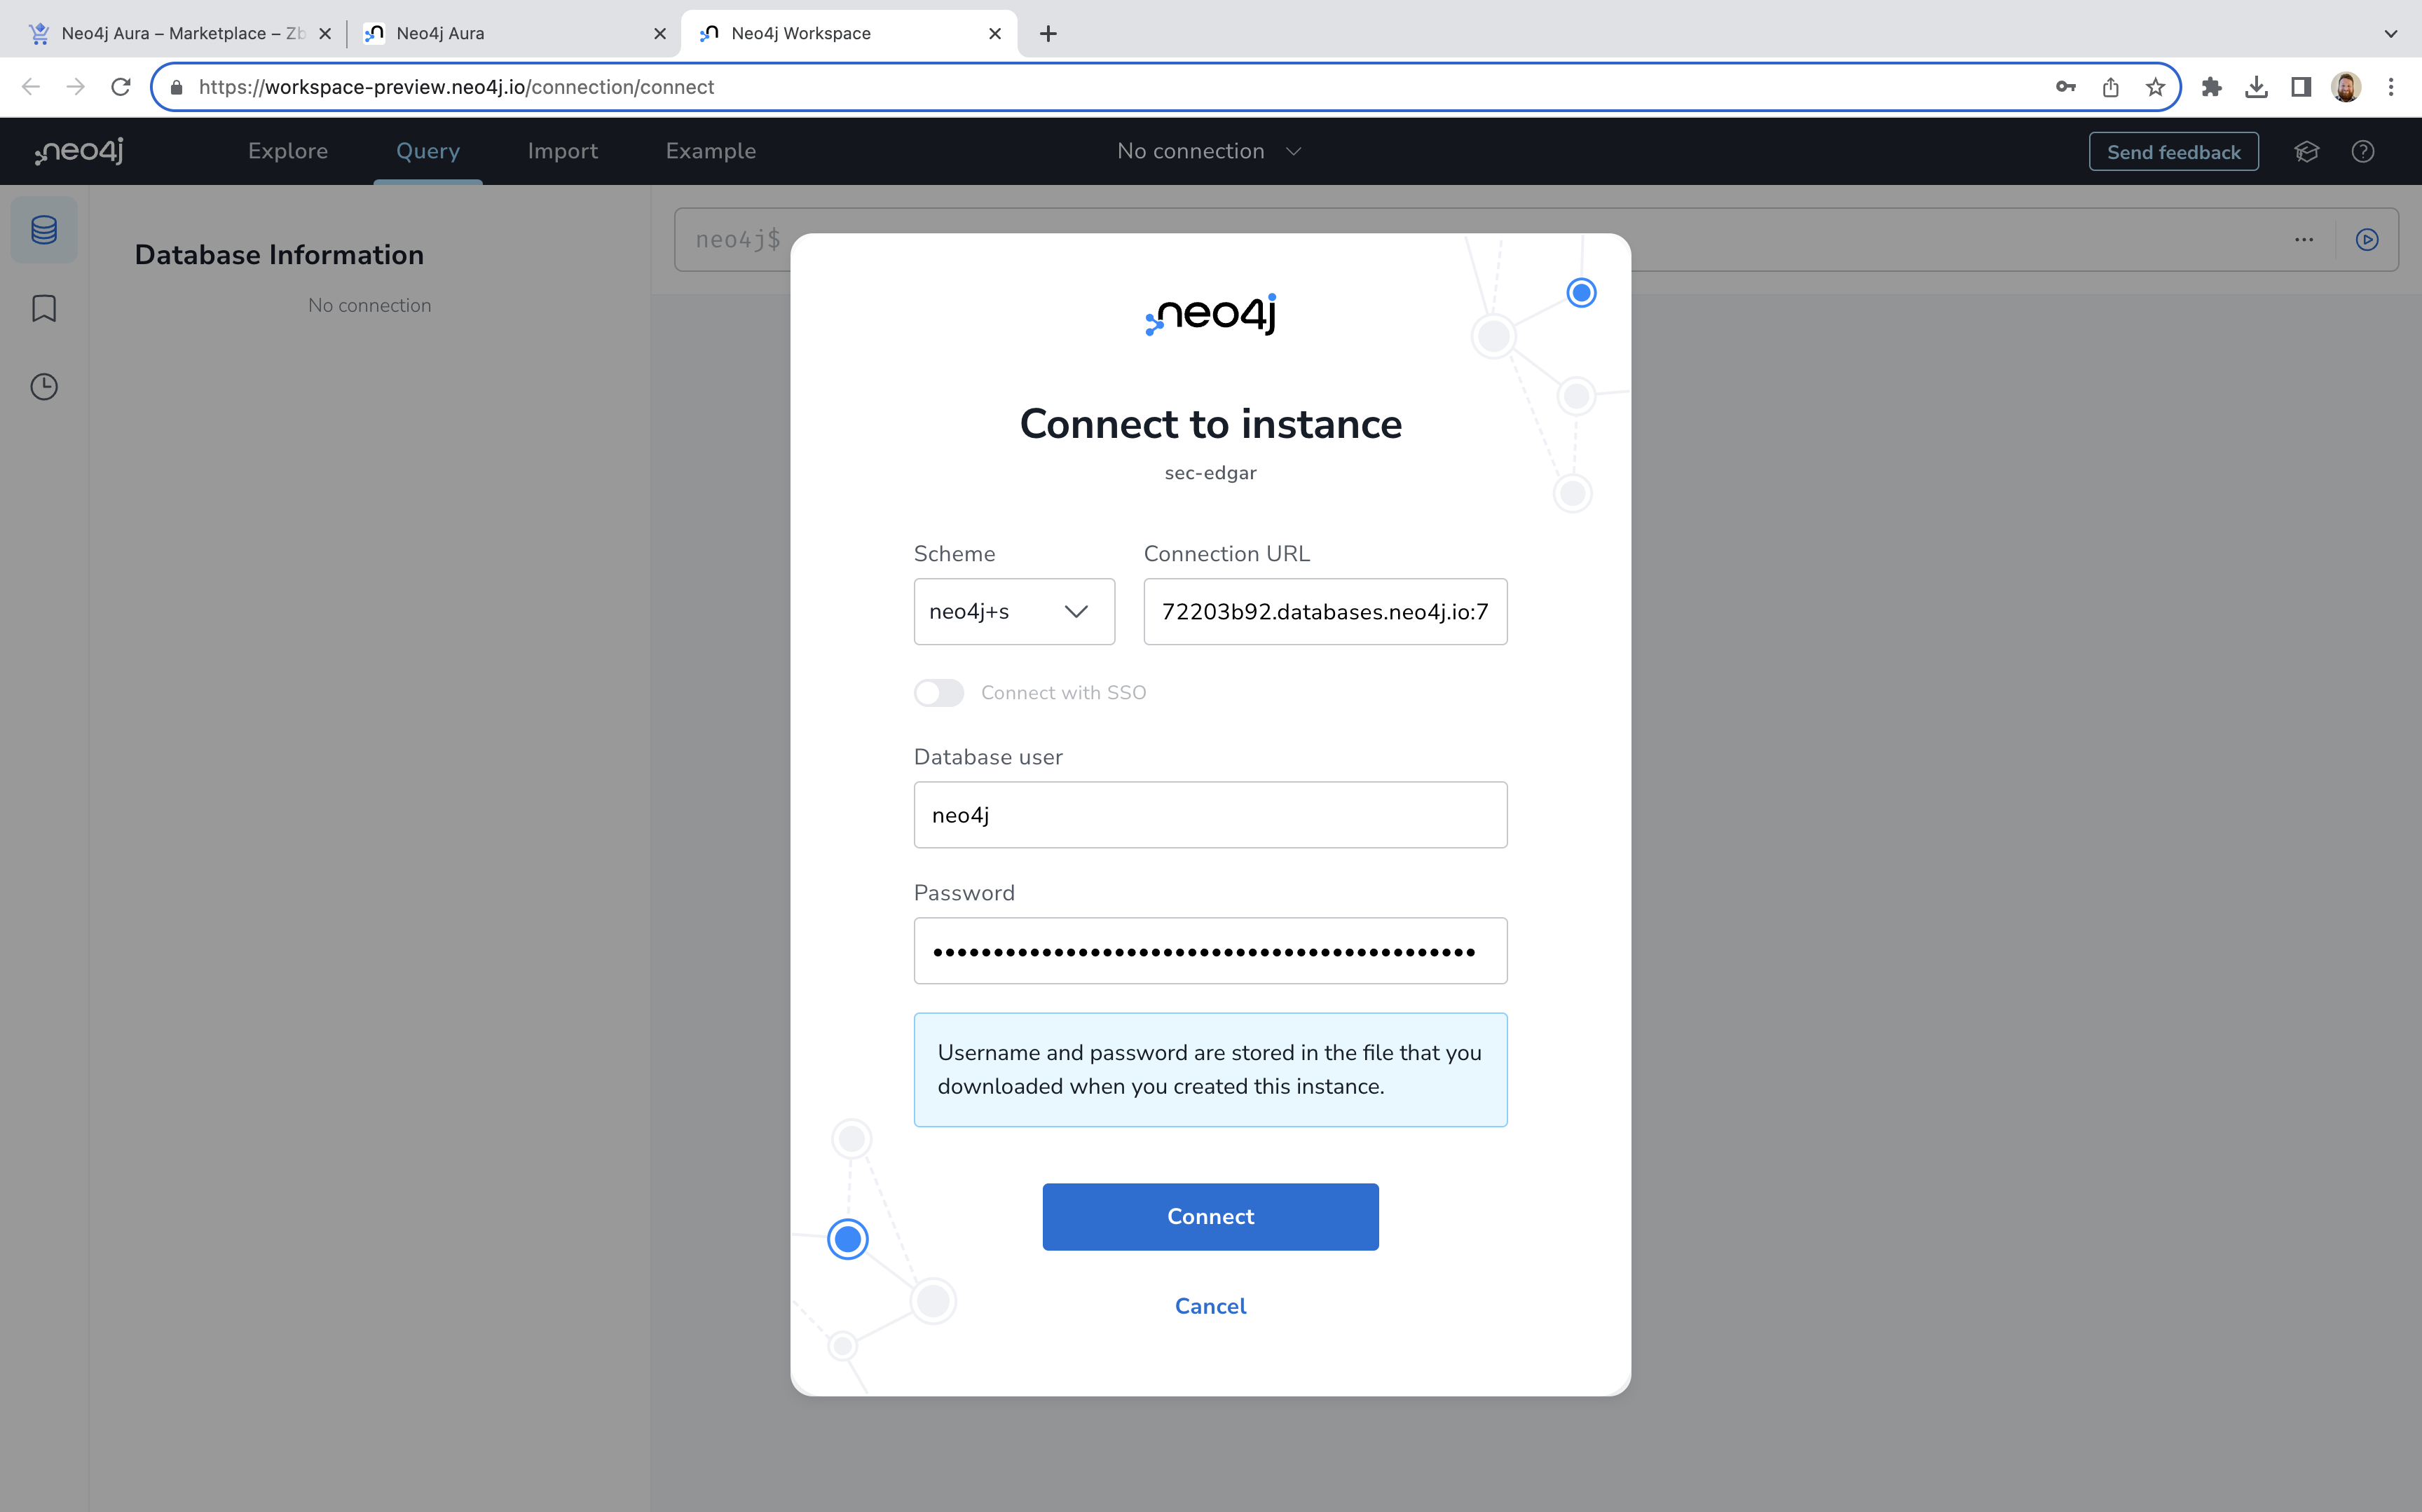 Neo4j Aura – Marketplace – Zb
Neo4j Aura
Neo4j Workspace
https://workspace-preview.neo4j.io/connection/connect
neo4j
Explore
Query
Import
Example
No connection
Send feedback
Database Information
No connection
neo4j$
neo4j
Connect to instance
sec-edgar
Scheme
Connection URL
neo4j+s
72203b92.databases.neo4j.io:7
Connect with SSO
Database user
neo4j
Password
Username and password are stored in the file that you
downloaded when you created this instance.
Connect
Cancel